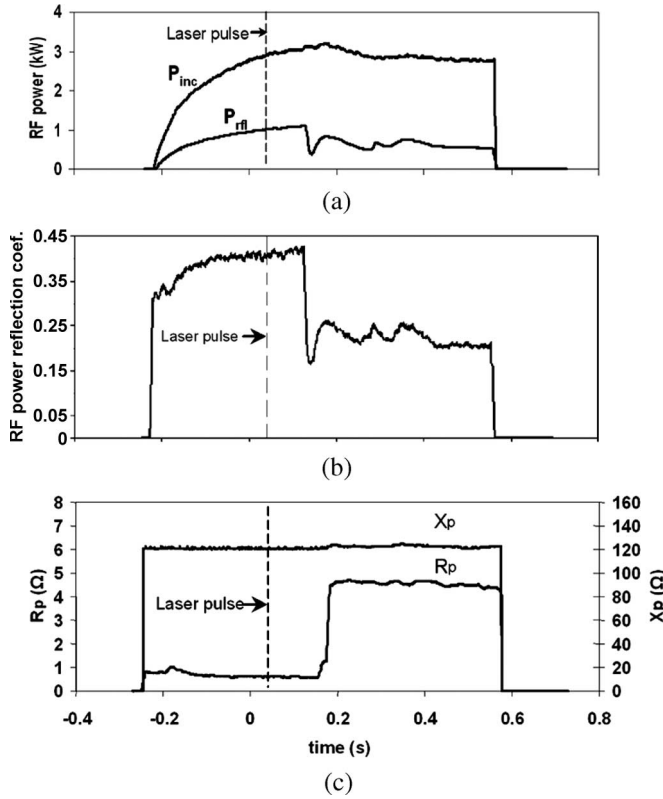 Laser pulse
P_inc
P_rfl
RF power (kW)
4
3
2
1
0
(a)
0.45
0.35
0.25
0.15
0.05
0
RF power reflection coef.
Laser pulse
(b)
8
7
6
5
4
3
2
1
0
Rp (Ω)
Xp
Rp
Laser pulse
160
140
120
100
80
60
40
20
0
Xp (Ω)
-0.4 -0.2 0 0.2 0.4 0.6 0.8
time (s)
(c)